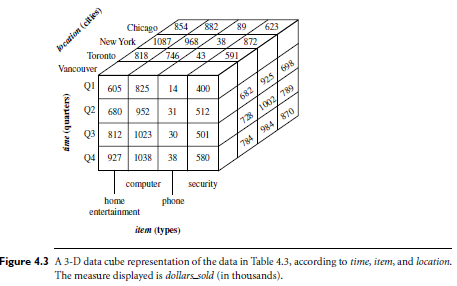 location (cities)
Chicago 854 882 89 623
New York 1087 968 38 872
Toronto 818 746 43 591
Vancouver
time (quarters)
Q1 605 825 14 400
Q2 680 952 31 512
Q3 812 1023 30 501
Q4 927 1038 38 580
682 925 698
728 1002 789
784 984 870
computer security
home phone
entertainment
item (types)
Figure 4.3 A 3-D data cube representation of the data in Table 4.3, according to time, item, and location.
The measure displayed is dollars_sold (in thousands).